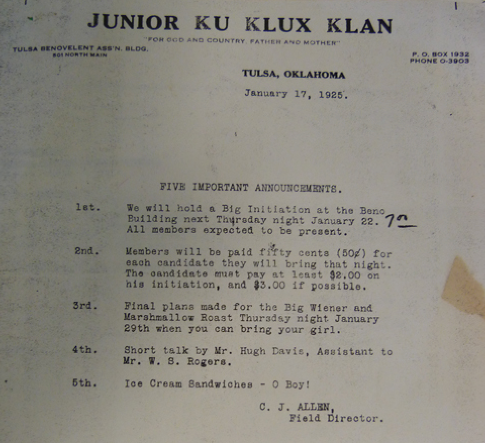 JUNIOR KU KLUX KLAN
"FOR GOD AND COUNTRY, FATHER AND MOTHER"
TULSA BENOVELENT ASS'N. BLDG.
501 NORTH MAIN
P. O. BOX 1932
PHONE O-3903
TULSA, OKLAHOMA
January 17, 1925.
FIVE IMPORTANT ANNOUNCEMENTS.
1st. We will hold a Big Initiation at the Beno
Building next Thursday night January 22. 7:00
All members expected to be present.
2nd. Members will be paid fifty cents (50¢) for
each candidate they will bring that night.
The candidate must pay at least $2.00 on
his initiation, and $3.00 if possible.
3rd. Final plans made for the Big Wiener and
Marshmallow Roast Thursday night January
29th when you can bring your girl.
4th. Short talk by Mr. Hugh Davis, Assistant to
Mr. W. S. Rogers.
5th. Ice Cream Sandwiches - O Boy!
C. J. ALLEN,
Field Director.